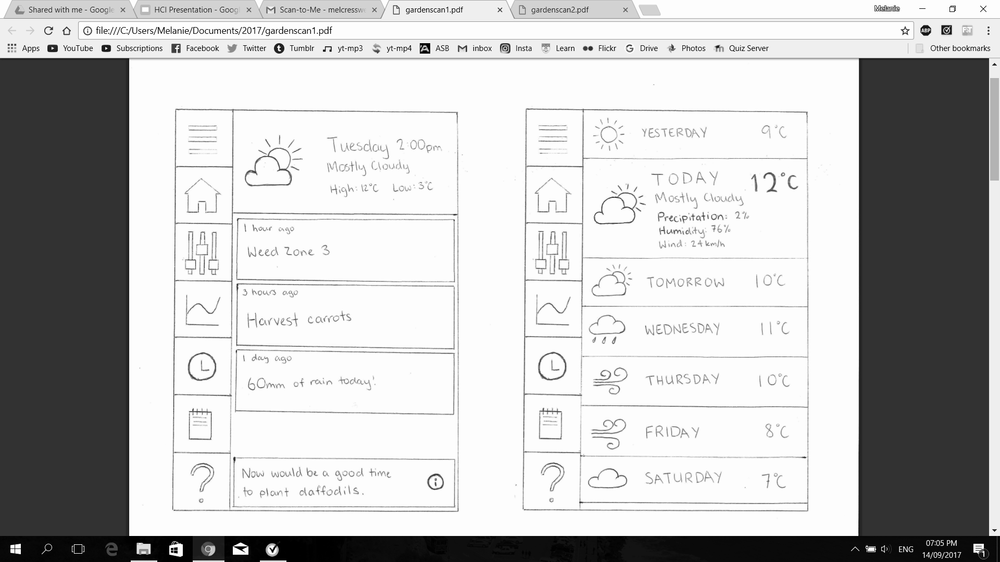 Shared with me - Google
HCI Presentation - Googl
Scan-to-Me - melcresswe
gardenscan1.pdf
gardenscan2.pdf
Melanie
file:///C:/Users/Melanie/Documents/2017/gardenscan1.pdf
ABP
Apps
YouTube
Subscriptions
Facebook
Twitter
Tumblr
yt-mp3
yt-mp4
ASB
inbox
Insta
Learn
Flickr
Drive
Photos
Quiz Server
Other bookmarks
Tuesday 2:00pm
Mostly Cloudy
High: 12°C Low: 3°C
1 hour ago
Weed Zone 3
3 hours ago
Harvest carrots
1 day ago
60mm of rain today!
Now would be a good time
to plant daffodils.
YESTERDAY 9°C
TODAY 12°C
Mostly Cloudy
Precipitation: 2%
Humidity: 76%
Wind: 24 km/h
TOMORROW 10°C
WEDNESDAY 11°C
THURSDAY 10°C
FRIDAY 8°C
SATURDAY 7°C
ENG
07:05 PM
14/09/2017
1